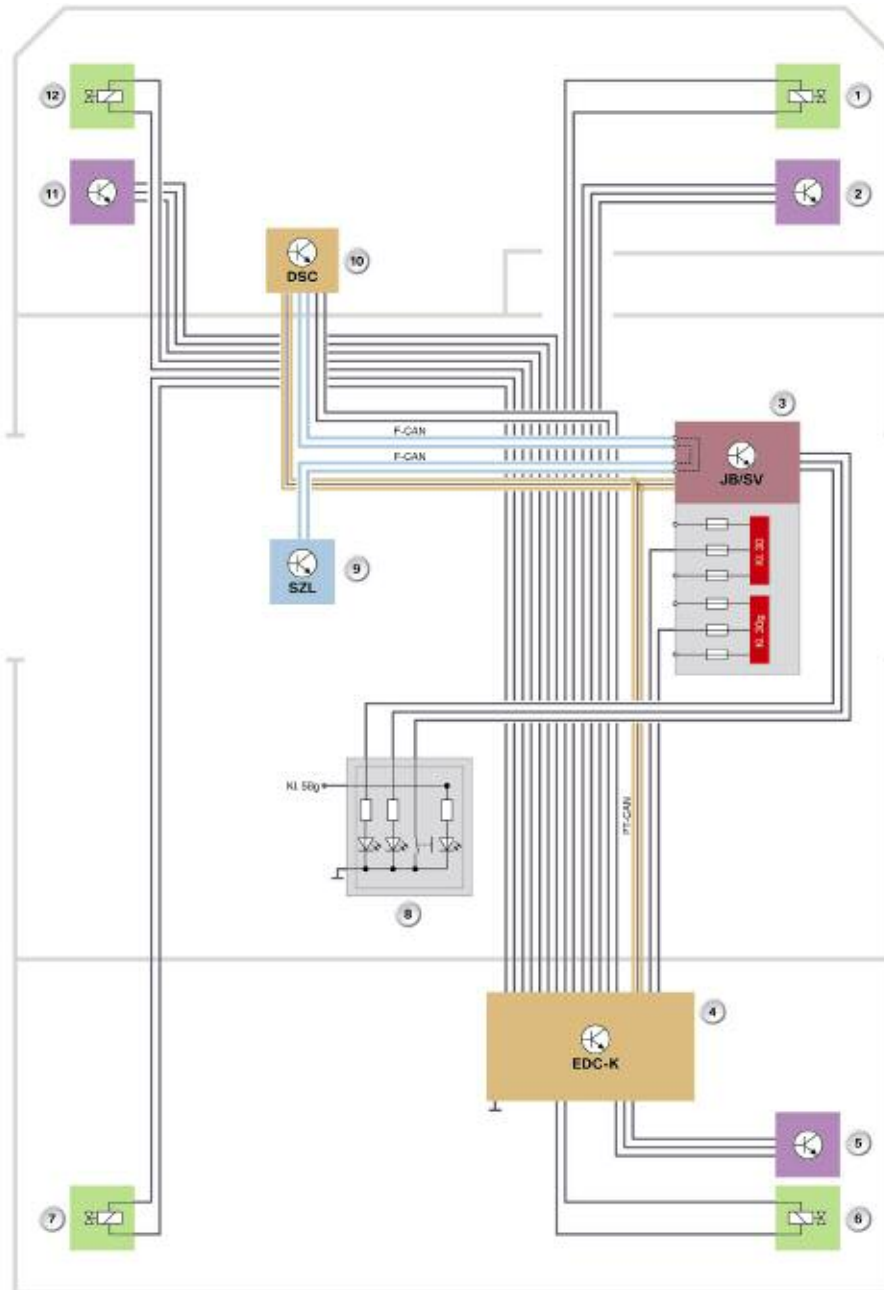 12
1
11
2
DSC
10
3
F-CAN
F-CAN
JB/SV
Kl. 30
SZL
9
Kl. 30g
Kl. 58g
PT-CAN
8
4
EDC-K
5
7
6